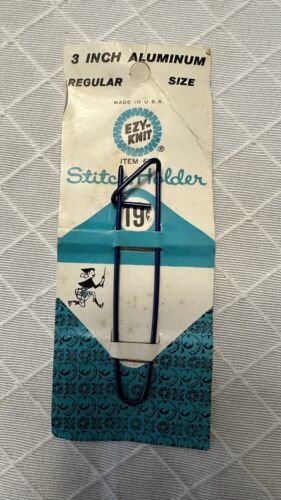 3 INCH ALUMINUM
REGULAR SIZE
MADE IN U.S.A.
EZY-
KNIT
®
ITEM
Stitch Holder
19¢